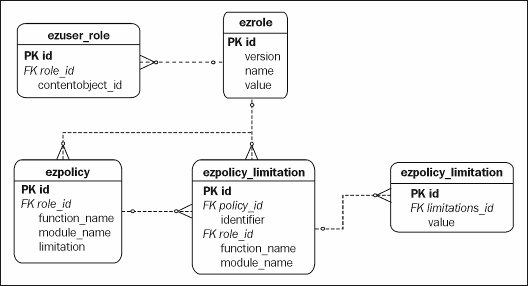 ezuser_role
PK id
FK role_id
contentobject_id
ezrole
PK id
version
name
value
ezpolicy
PK id
FK role_id
function_name
module_name
limitation
ezpolicy_limitation
PK id
FK policy_id
identifier
FK role_id
function_name
module_name
ezpolicy_limitation
PK id
FK limitations_id
value